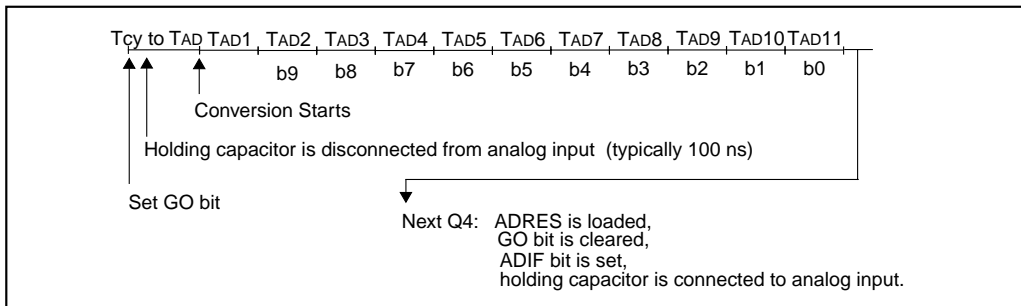 Tcy to TAD TAD1 TAD2 TAD3 TAD4 TAD5 TAD6 TAD7 TAD8 TAD9 TAD10 TAD11
b9 b8 b7 b6 b5 b4 b3 b2 b1 b0
Conversion Starts
Holding capacitor is disconnected from analog input (typically 100 ns)
Set GO bit
Next Q4: ADRES is loaded,
GO bit is cleared,
ADIF bit is set,
holding capacitor is connected to analog input.